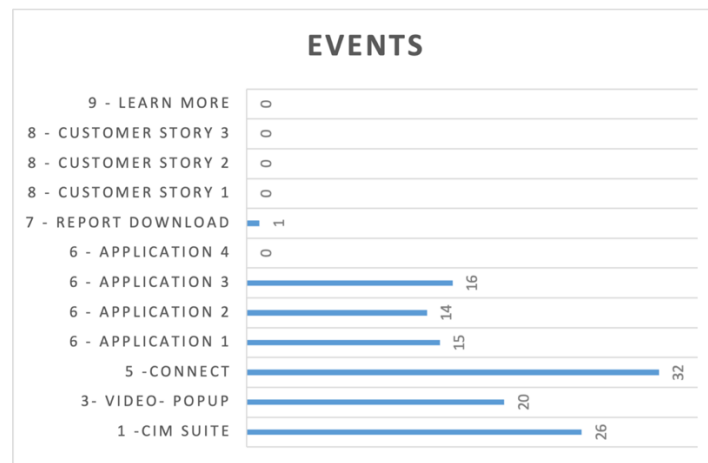 EVENTS
9 - LEARN MORE 0
8 - CUSTOMER STORY 3 0
8 - CUSTOMER STORY 2 0
8 - CUSTOMER STORY 1 0
7 - REPORT DOWNLOAD 1
6 - APPLICATION 4 0
6 - APPLICATION 3 16
6 - APPLICATION 2 14
6 - APPLICATION 1 15
5 -CONNECT 32
3- VIDEO- POPUP 20
1 -CIM SUITE 26